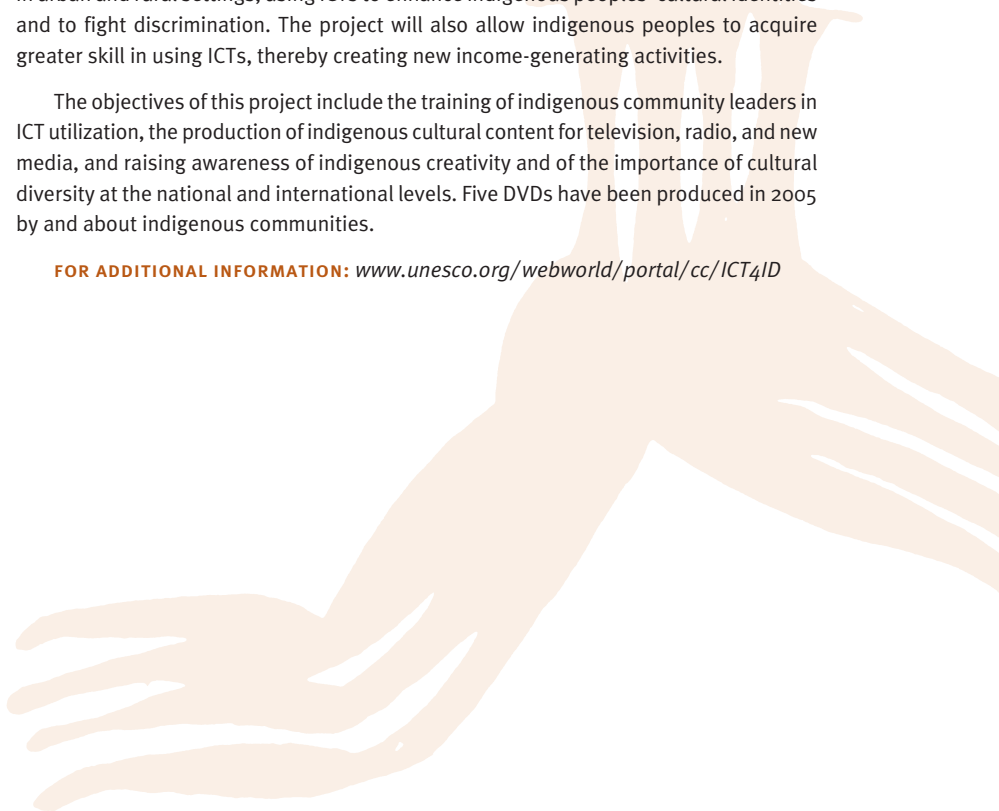 and to fight discrimination. The project will also allow indigenous peoples to acquire
greater skill in using ICTs, thereby creating new income-generating activities.
The objectives of this project include the training of indigenous community leaders in
ICT utilization, the production of indigenous cultural content for television, radio, and new
media, and raising awareness of indigenous creativity and of the importance of cultural
diversity at the national and international levels. Five DVDs have been produced in 2005
by and about indigenous communities.
FOR ADDITIONAL INFORMATION: www.unesco.org/webworld/portal/cc/ICT4ID